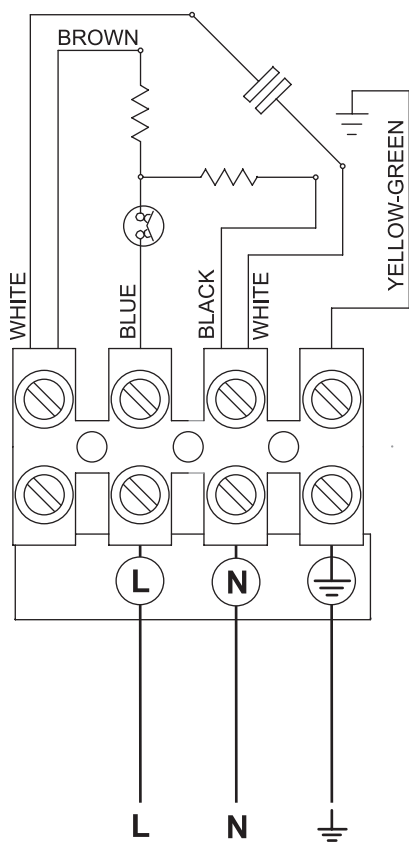 BROWN
WHITE
BLUE
BLACK
WHITE
YELLOW-GREEN
L
N
L
N